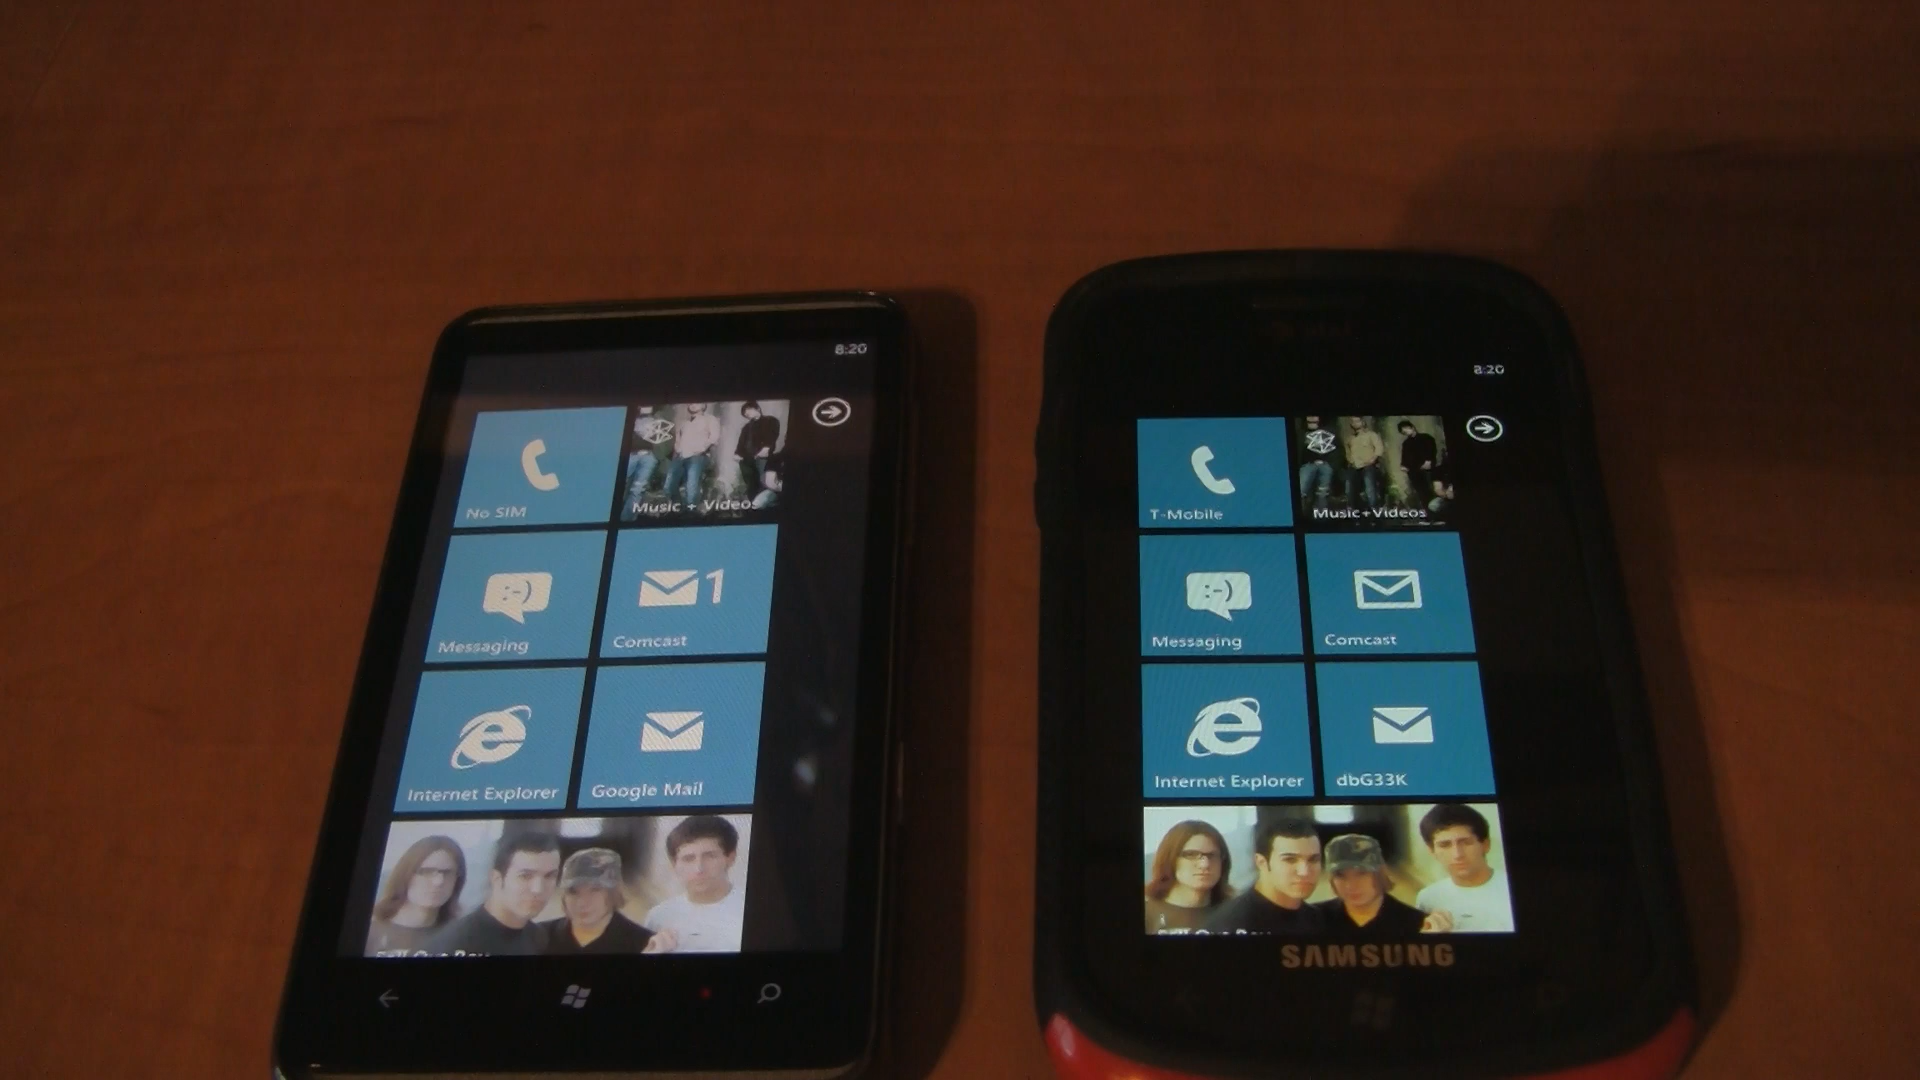 8:20
No SIM
Music + Videos
Messaging
1
Comcast
Internet Explorer
Google Mail
8:20
T-Mobile
Music+Videos
Messaging
Comcast
Internet Explorer
dbG33K
SAMSUNG